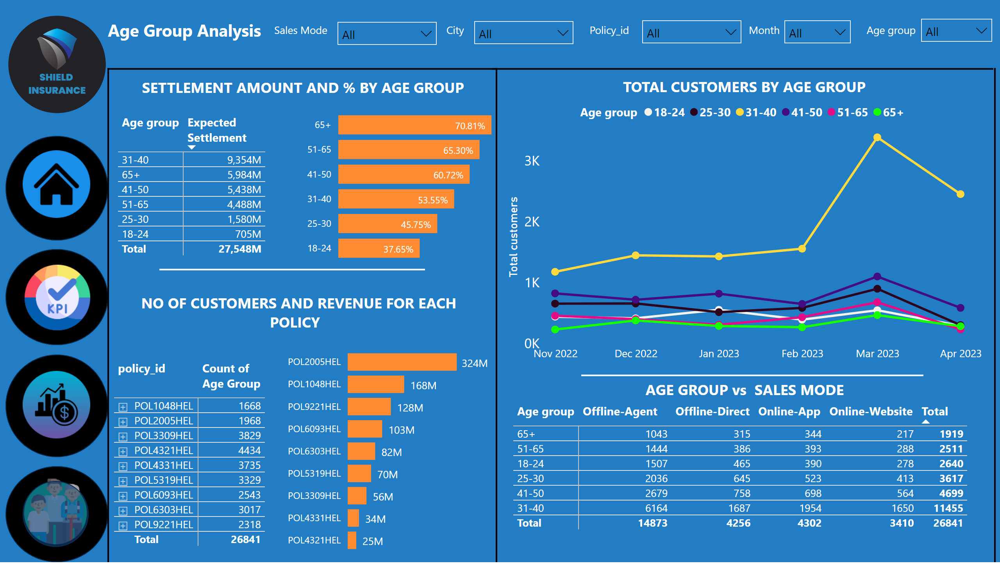 SHIELD
INSURANCE
Age Group Analysis
Sales Mode All
City All
Policy_id All
Month All
Age group All
KPI
SETTLEMENT AMOUNT AND % BY AGE GROUP
Age group Expected
Settlement
31-40 9,354M
65+ 5,984M
41-50 5,438M
51-65 4,488M
25-30 1,580M
18-24 705M
Total 27,548M
65+ 70.81%
51-65 65.30%
41-50 60.72%
31-40 53.55%
25-30 45.75%
18-24 37.65%
NO OF CUSTOMERS AND REVENUE FOR EACH
POLICY
policy_id Count of
Age Group
POL1048HEL 1668
POL2005HEL 1968
POL3309HEL 3829
POL4321HEL 4434
POL4331HEL 3735
POL5319HEL 3329
POL6093HEL 2543
POL6303HEL 3017
POL9221HEL 2318
Total 26841
POL2005HEL 324M
POL1048HEL 168M
POL9221HEL 128M
POL6093HEL 103M
POL6303HEL 82M
POL5319HEL 70M
POL3309HEL 56M
POL4331HEL 34M
POL4321HEL 25M
TOTAL CUSTOMERS BY AGE GROUP
Age group 18-24 25-30 31-40 41-50 51-65 65+
Total customers
3K
2K
1K
0K
Nov 2022 Dec 2022 Jan 2023 Feb 2023 Mar 2023 Apr 2023
AGE GROUP vs SALES MODE
Age group Offline-Agent Offline-Direct Online-App Online-Website Total
65+ 1043 315 344 217 1919
51-65 1444 386 393 288 2511
18-24 1507 465 390 278 2640
25-30 2036 645 523 413 3617
41-50 2679 758 698 564 4699
31-40 6164 1687 1954 1650 11455
Total 14873 4256 4302 3410 26841